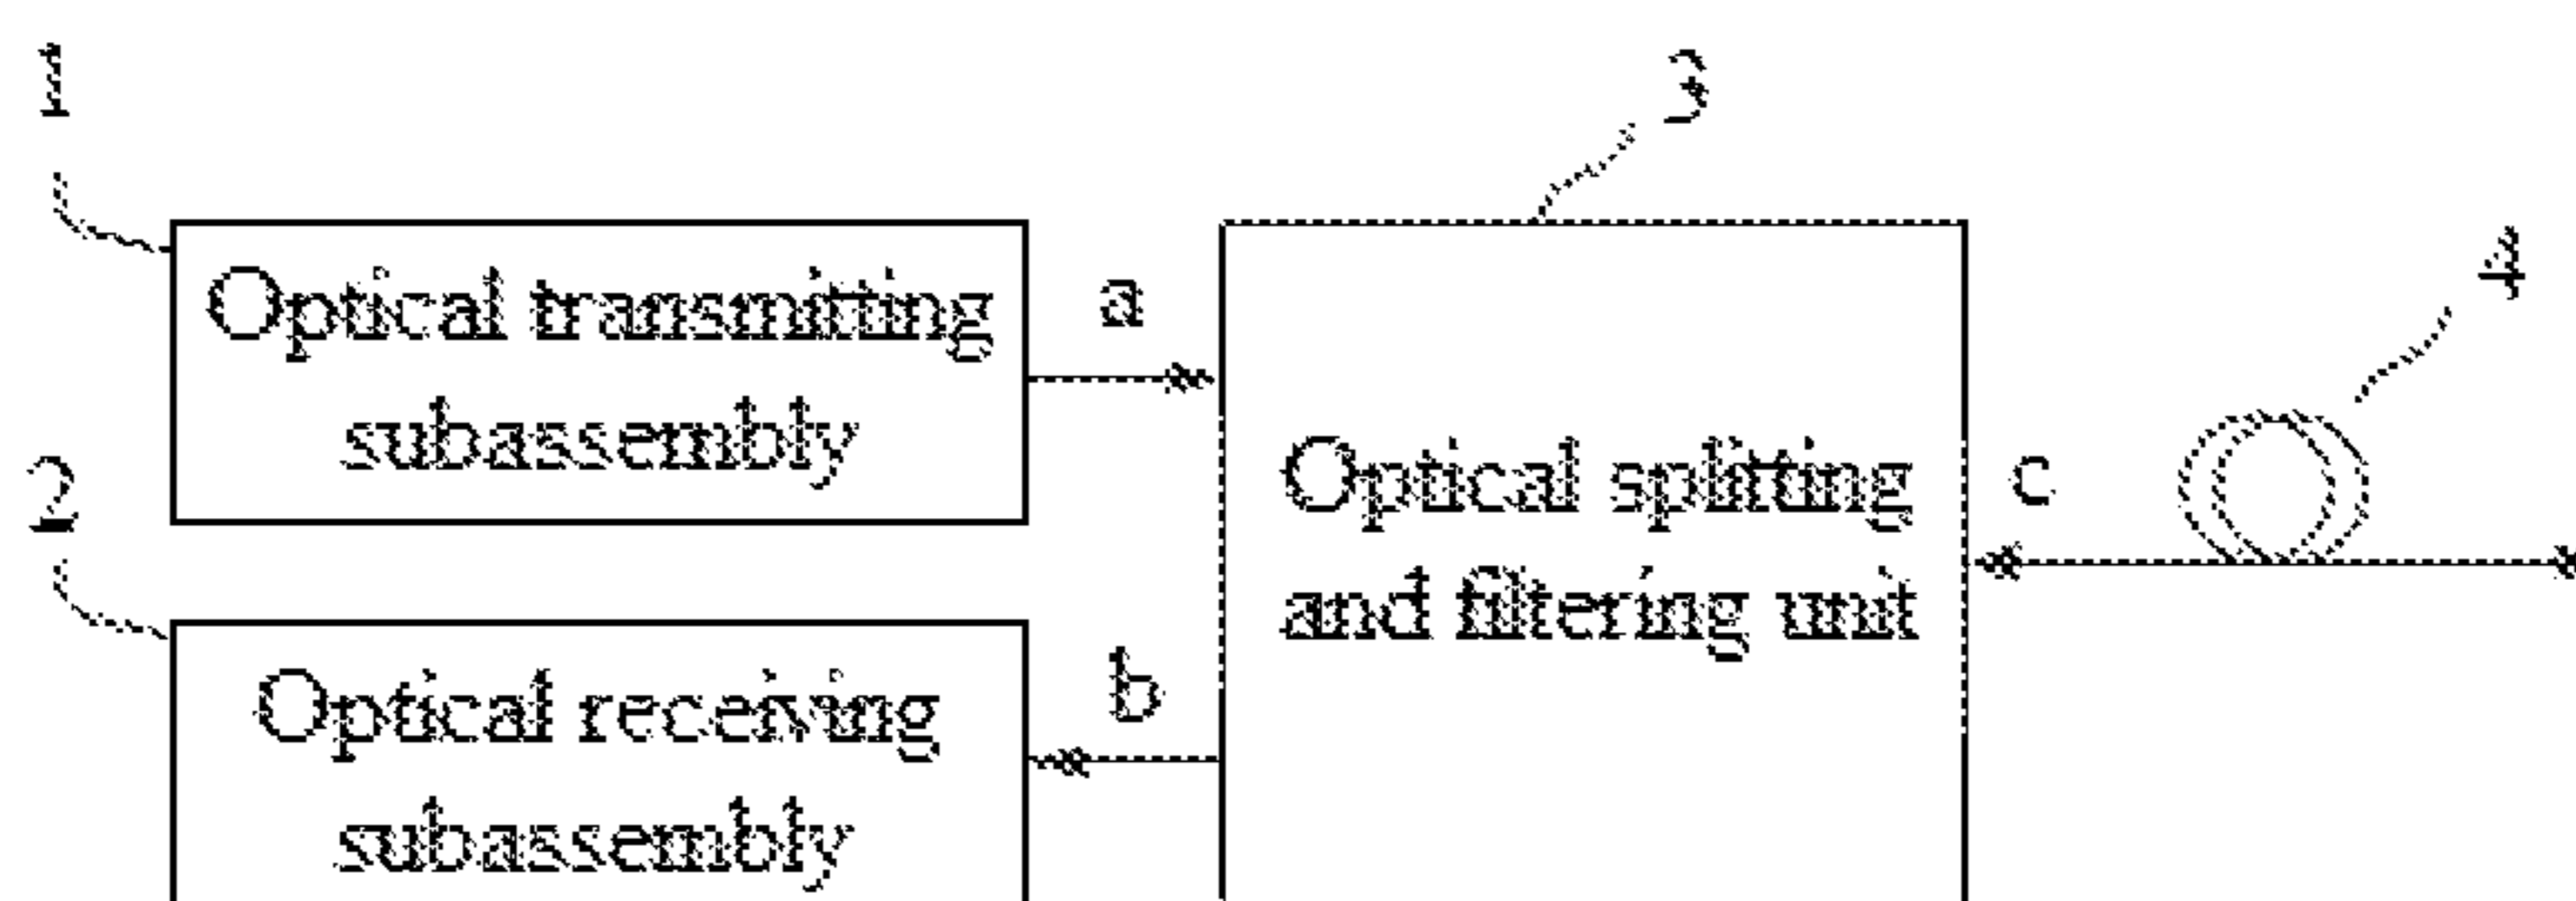 1
3
4
Optical transmitting
subassembly
a
2
Optical splitting
and filtering unit
c
b
Optical receiving
subassembly